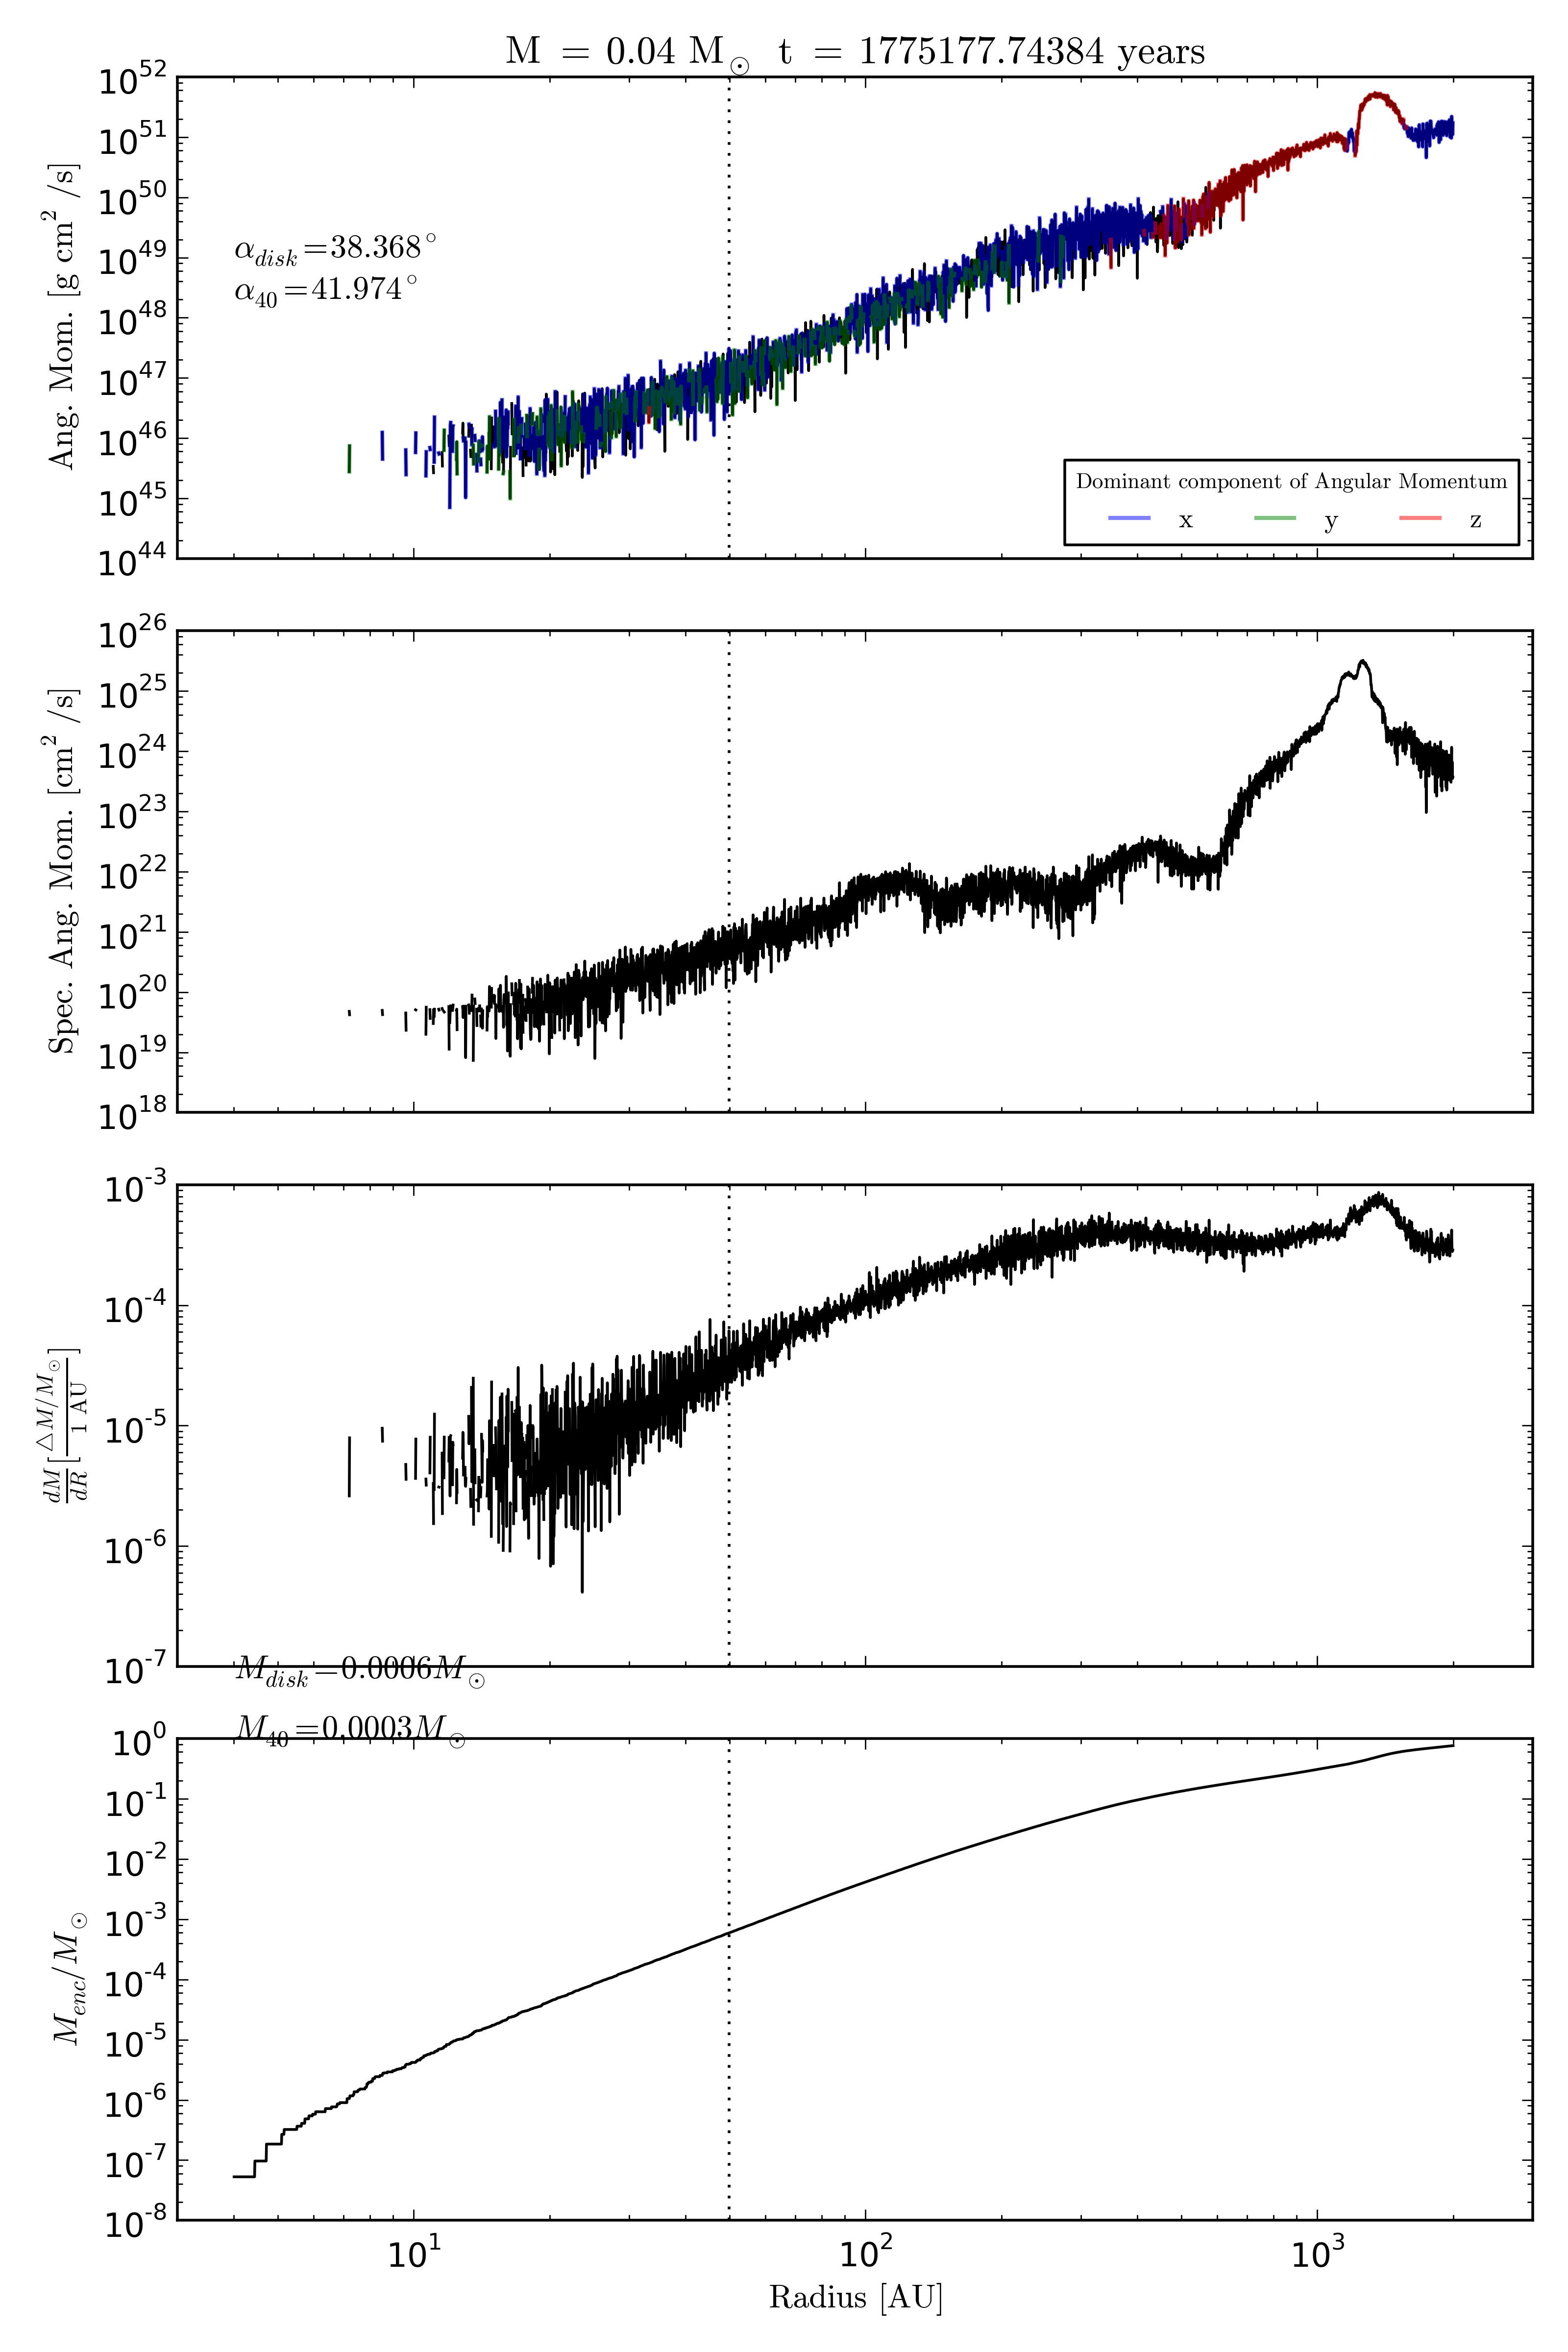 M = 0.04 M⊙ t = 1775177.74384 years
10^52
10^51
10^50
10^49
10^48
10^47
10^46
10^45
10^44
Ang. Mom. [g cm^2 /s]
α_disk=38.368°
α_40=41.974°
Dominant component of Angular Momentum
x y z
10^26
10^25
10^24
10^23
10^22
10^21
10^20
10^19
10^18
Spec. Ang. Mom. [cm^2 /s]
10^-3
10^-4
10^-5
10^-6
10^-7
dM/dR [△M/M⊙ / 1 AU]
M_disk=0.0006M⊙
M_40=0.0003M⊙
10^0
10^-1
10^-2
10^-3
10^-4
10^-5
10^-6
10^-7
10^-8
M_enc/M⊙
10^1 10^2 10^3
Radius [AU]